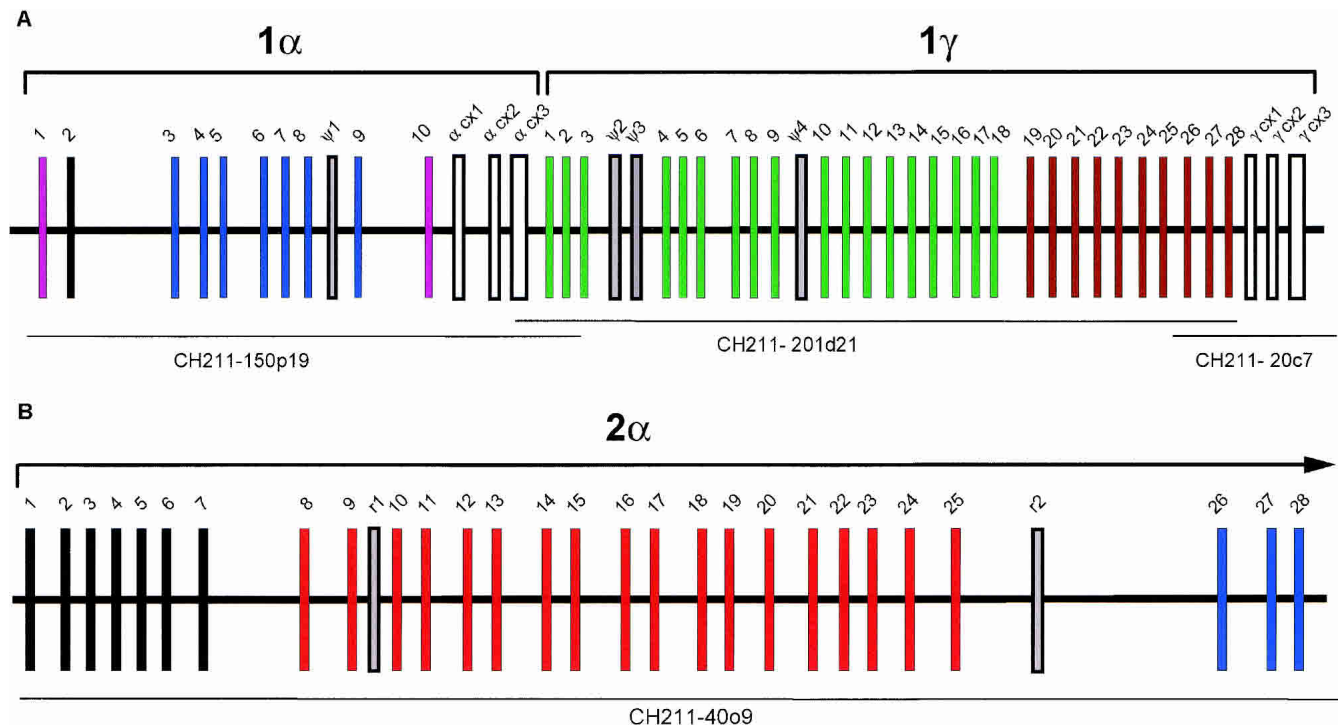 A
1α 1γ
1 2 3 4 5 6 7 8 ψ1 9 10 α cx1 α cx2 α cx3 1 2 3 ψ2 ψ3 4 5 6 7 8 9 ψ4 10 11 12 13 14 15 16 17 18 19 20 21 22 23 24 25 26 27 28 γ cx1 γ cx2 γ cx3
CH211-150p19 CH211- 201d21 CH211- 20c7
B
2α
1 2 3 4 5 6 7 8 9 r1 10 11 12 13 14 15 16 17 18 19 20 21 22 23 24 25 r2 26 27 28
CH211-40o9